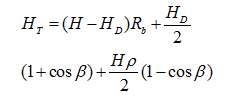 H_T = (H − H_D)R_b + H_D/2
(1 + cos β) + Hρ/2 (1 − cos β)